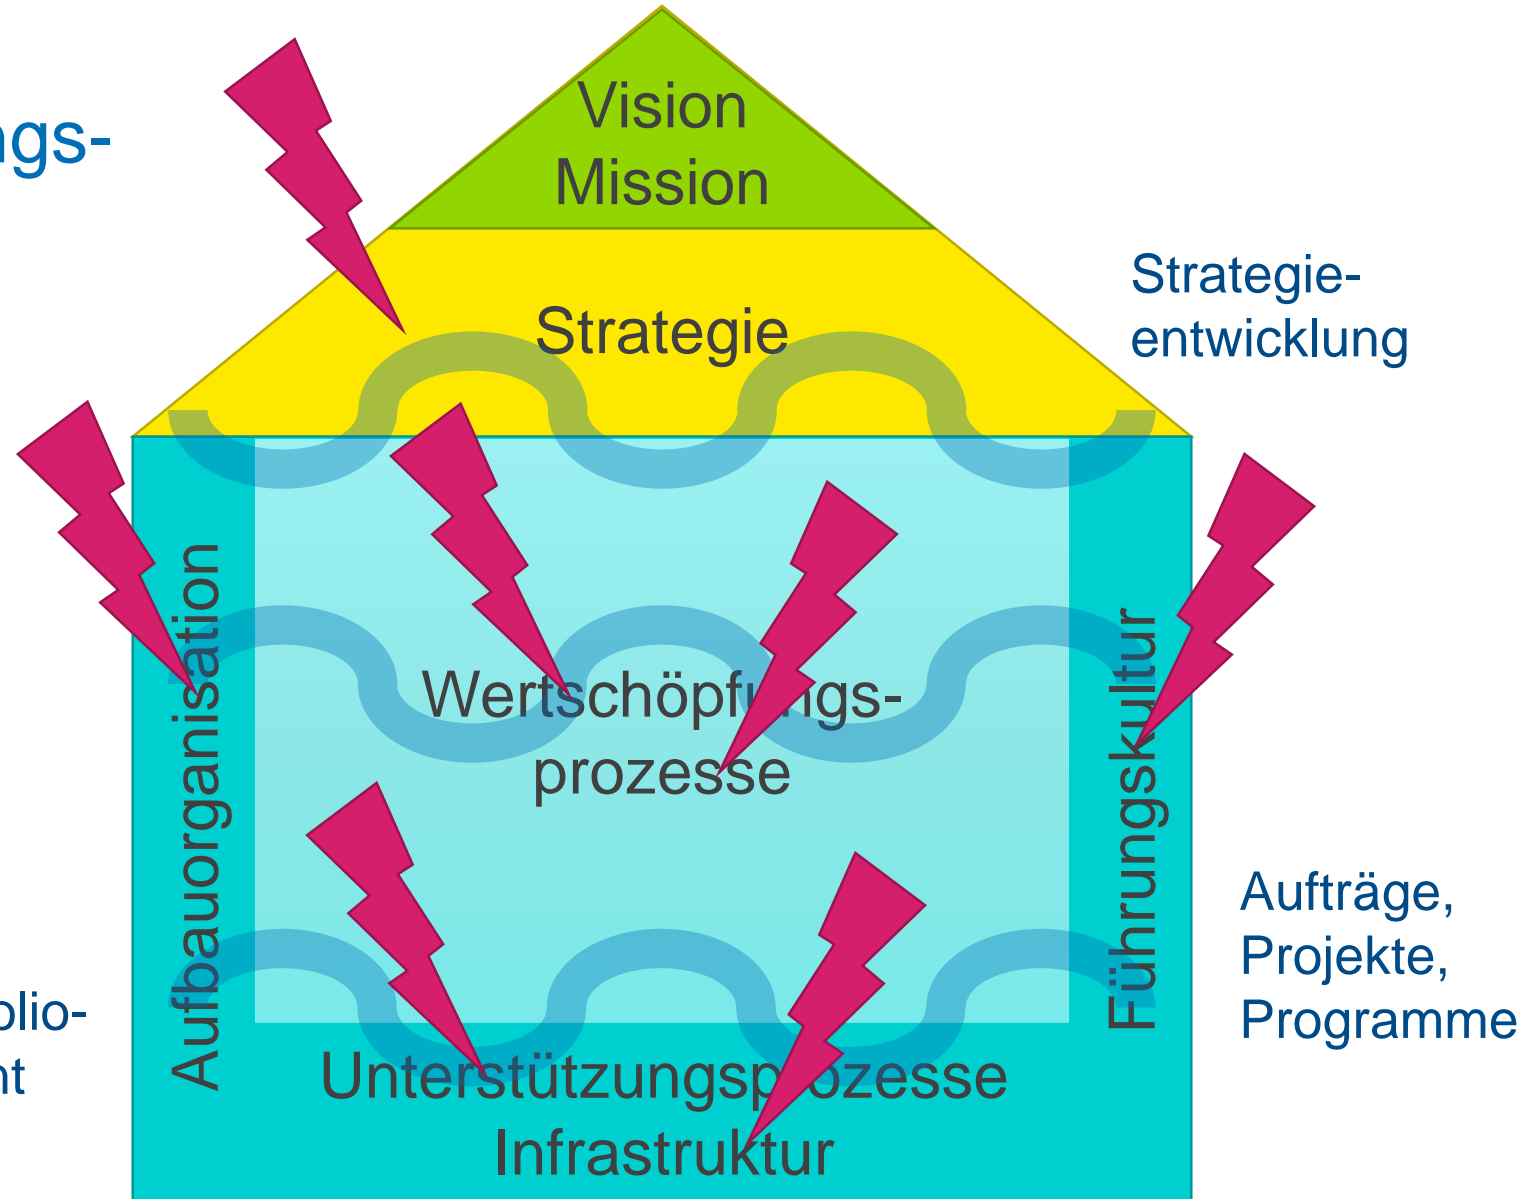 ngs-
Vision
Mission
Strategie
Strategie-
entwicklung
Aufbauorganisation
Wertschöpfungs-
prozesse
Führungskultur
Aufträge,
Projekte,
Programme
olio-
nt
Unterstützungsprozesse
Infrastruktur